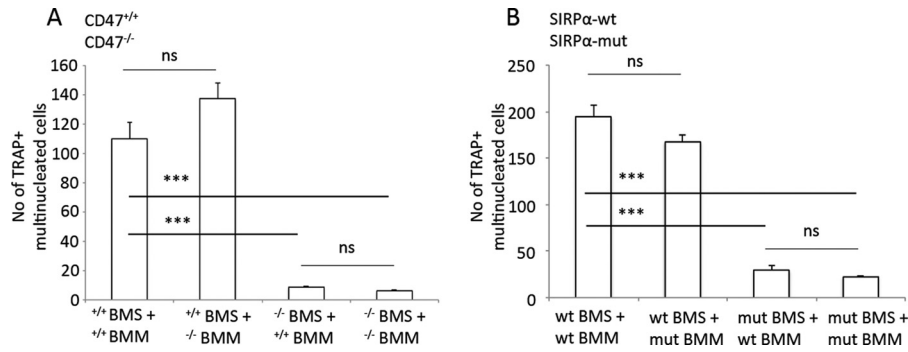 A
CD47+/+
CD47-/-
No of TRAP+
multinucleated cells
160
140
120
100
80
60
40
20
0
ns
***
***
ns
+/+ BMS + +/+ BMM
+/+ BMS + -/- BMM
-/- BMS + +/+ BMM
-/- BMS + -/- BMM
B
SIRPα-wt
SIRPα-mut
No of TRAP+
multinucleated cells
250
200
150
100
50
0
ns
***
***
ns
wt BMS +
wt BMM
wt BMS +
mut BMM
mut BMS +
wt BMM
mut BMS +
mut BMM